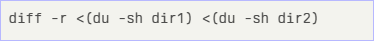 diff -r <(du -sh dir1) <(du -sh dir2)